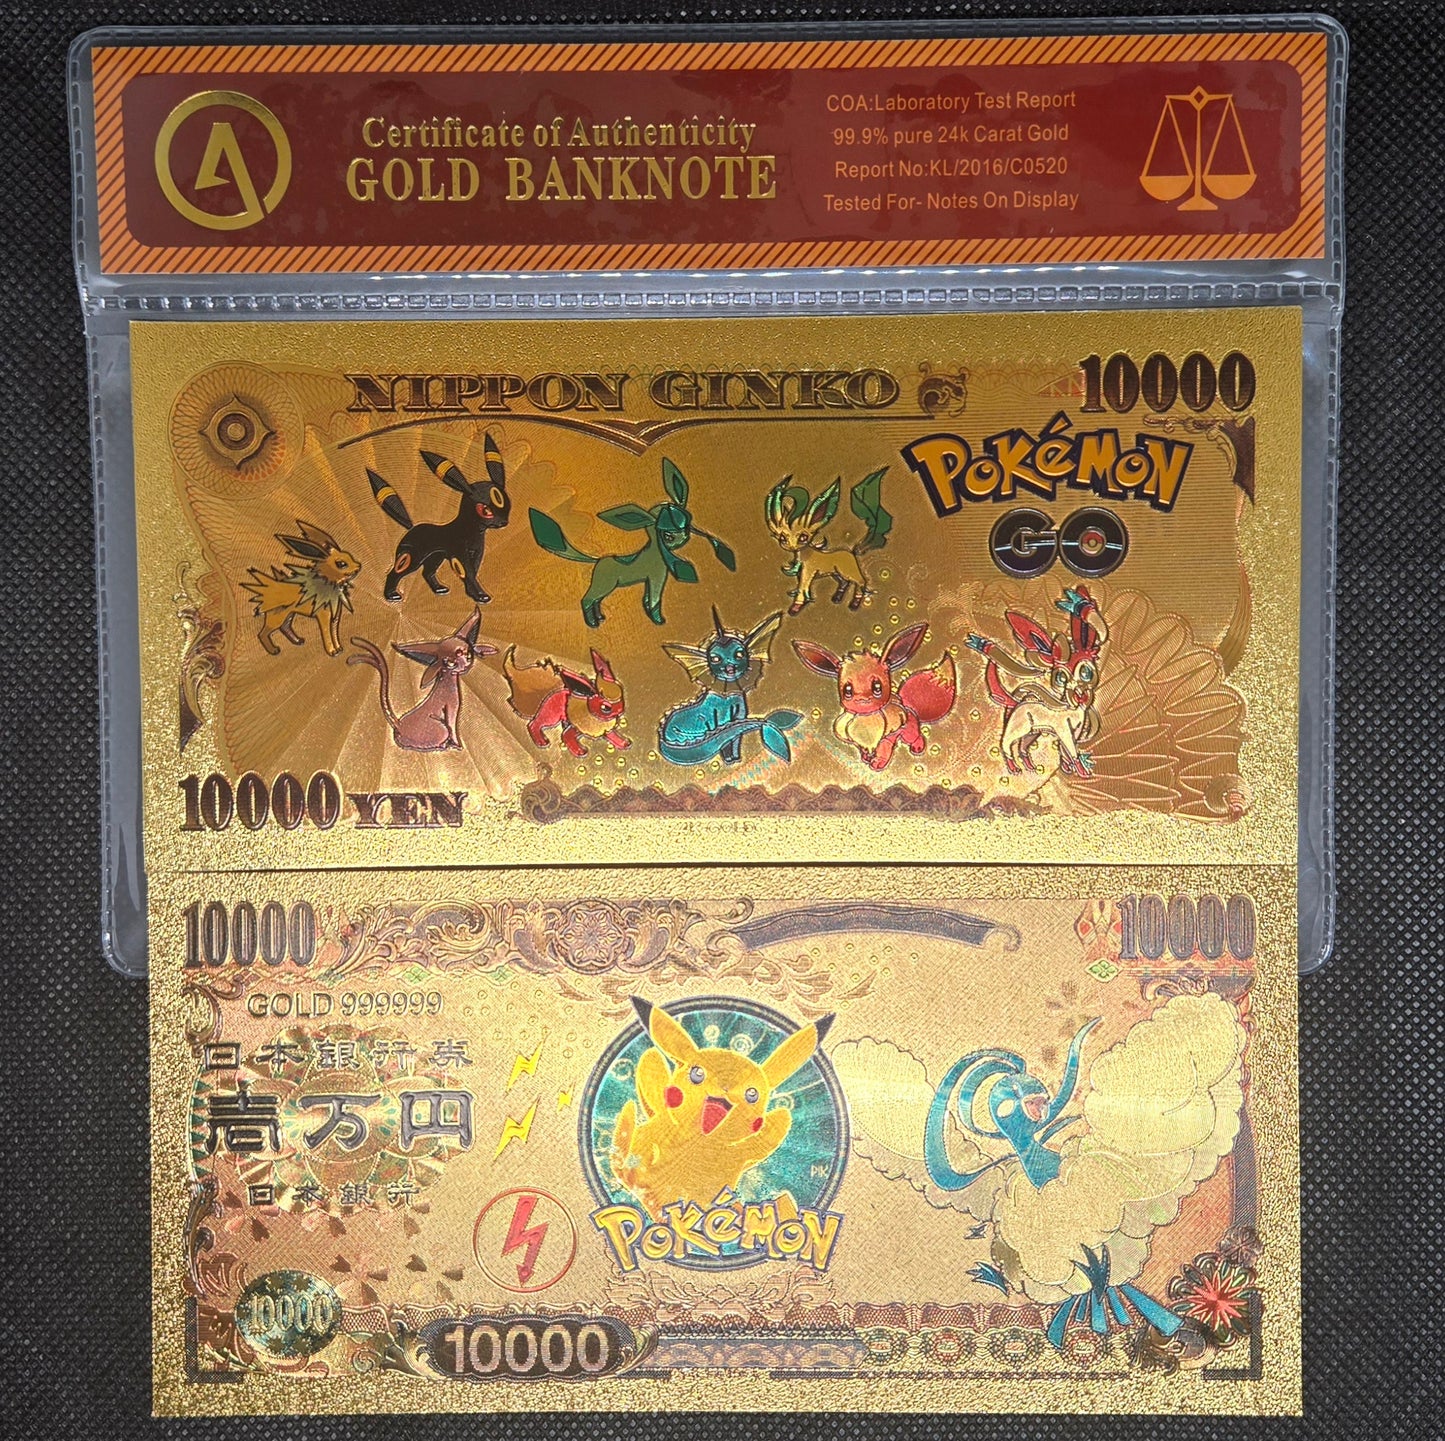 Certificate of Authenticity
GOLD BANKNOTE
COA:Laboratory Test Report
99.9% pure 24k Carat Gold
Report No:KL/2016/C0520
Tested For- Notes On Display
NIPPON GINKO
10000
POKéMON
GO
10000 YEN
10000
10000
GOLD 999999
日本銀行券
壱万円
日本銀行
PK
POKéMON
10000
10000